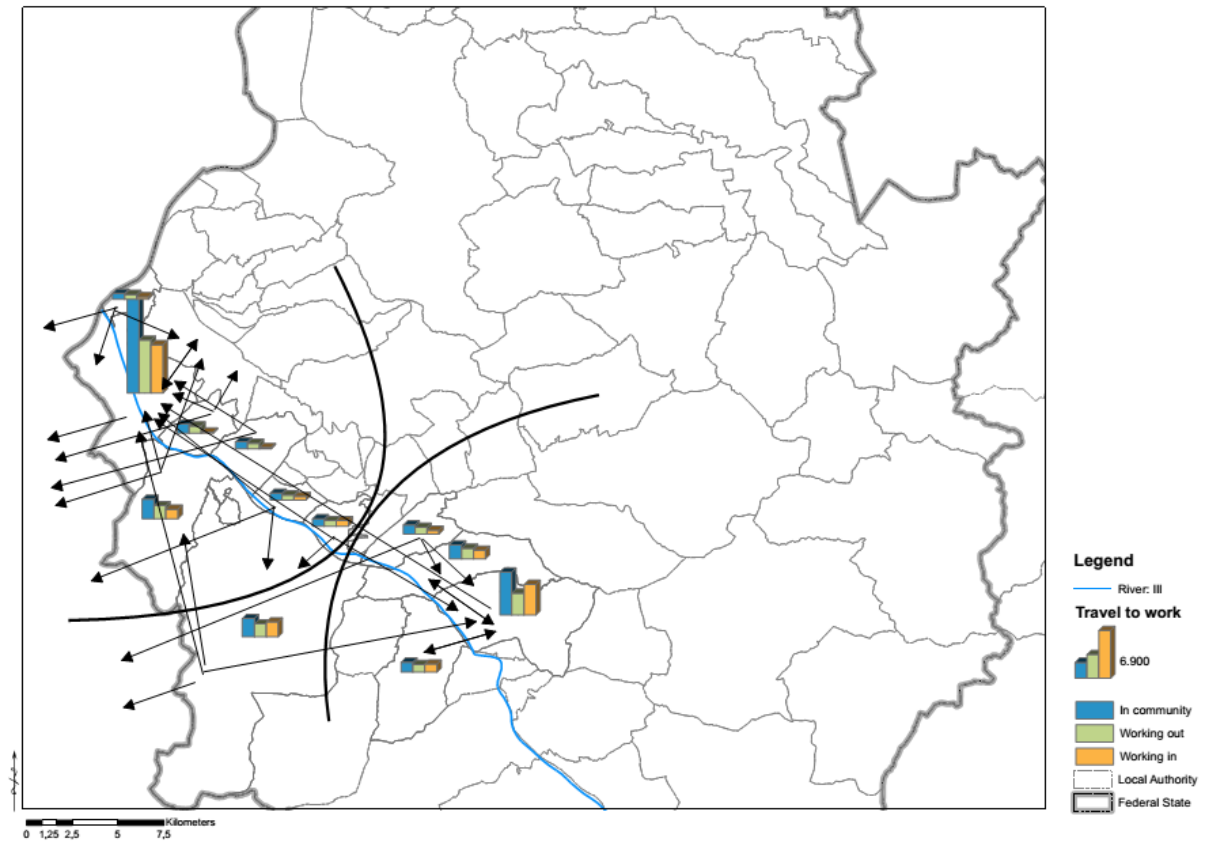 Legend
River: Ill
Travel to work
6.900
In community
Working out
Working in
Local Authority
Federal State
Kilometers
0 1,25 2,5 5 7,5